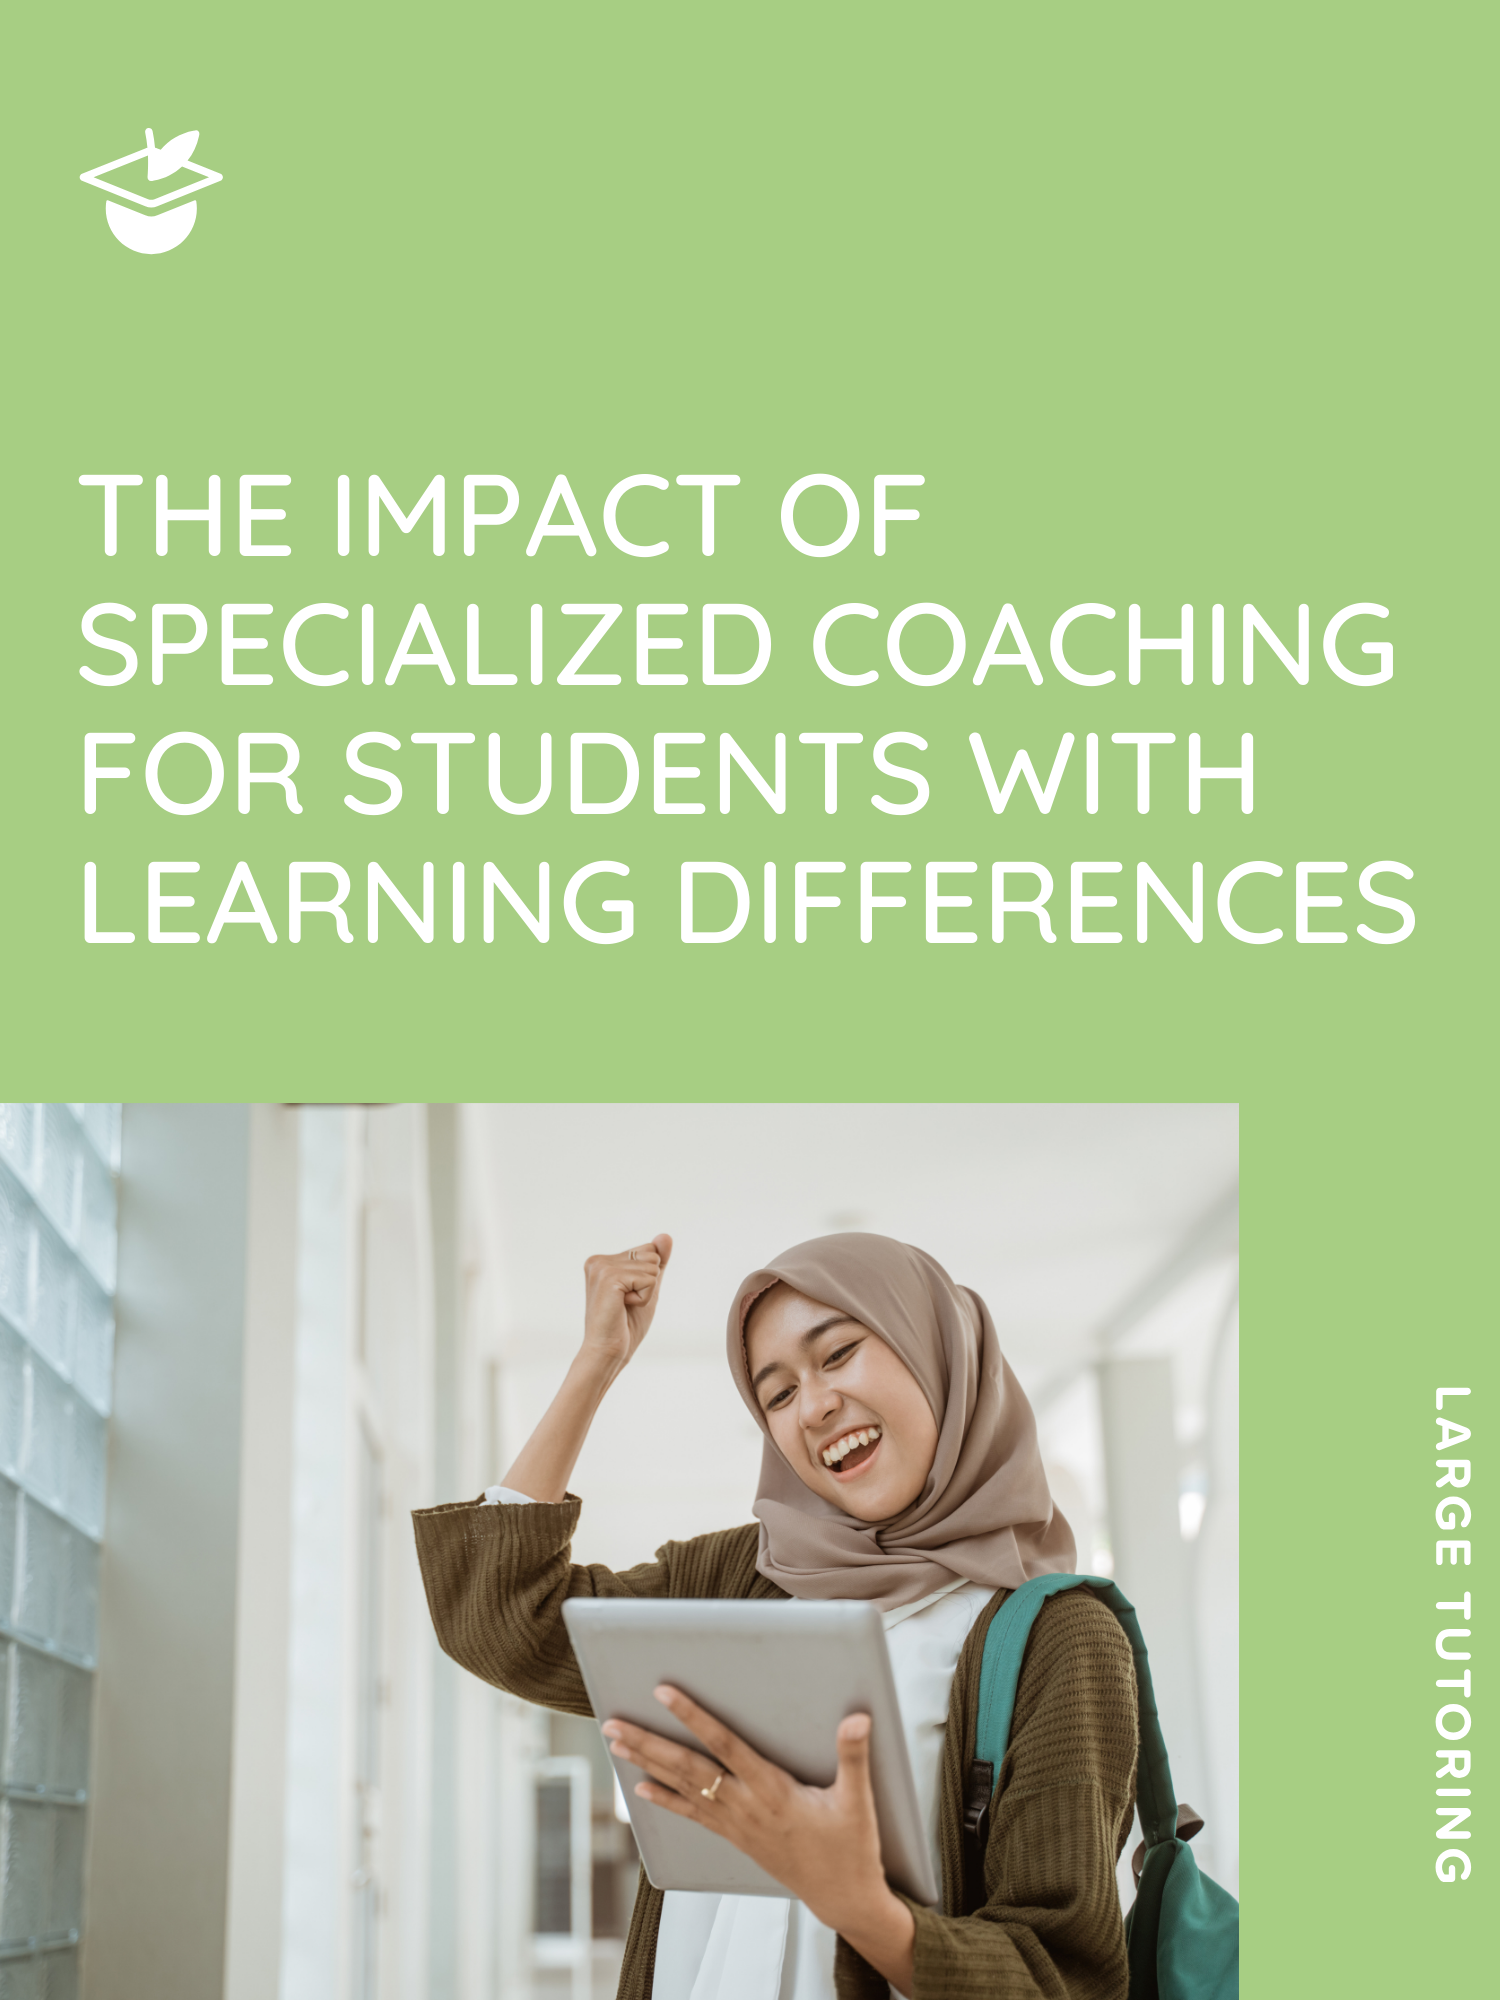 THE IMPACT OF
SPECIALIZED COACHING
FOR STUDENTS WITH
LEARNING DIFFERENCES
LARGE TUTORING